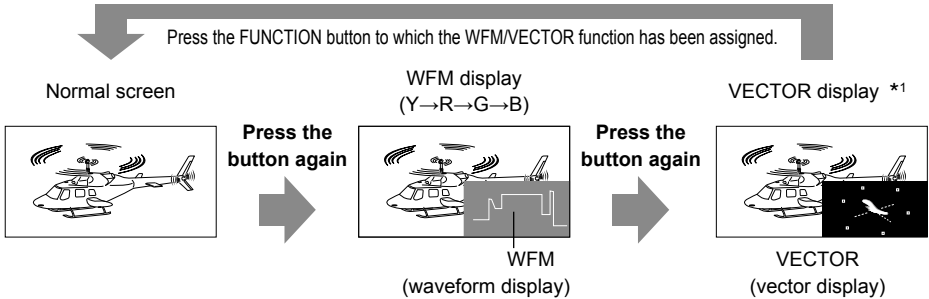 Press the FUNCTION button to which the WFM/VECTOR function has been assigned.
Normal screen
WFM display
(Y→R→G→B)
VECTOR display *1
Press the
button again
Press the
button again
WFM
(waveform display)
VECTOR
(vector display)